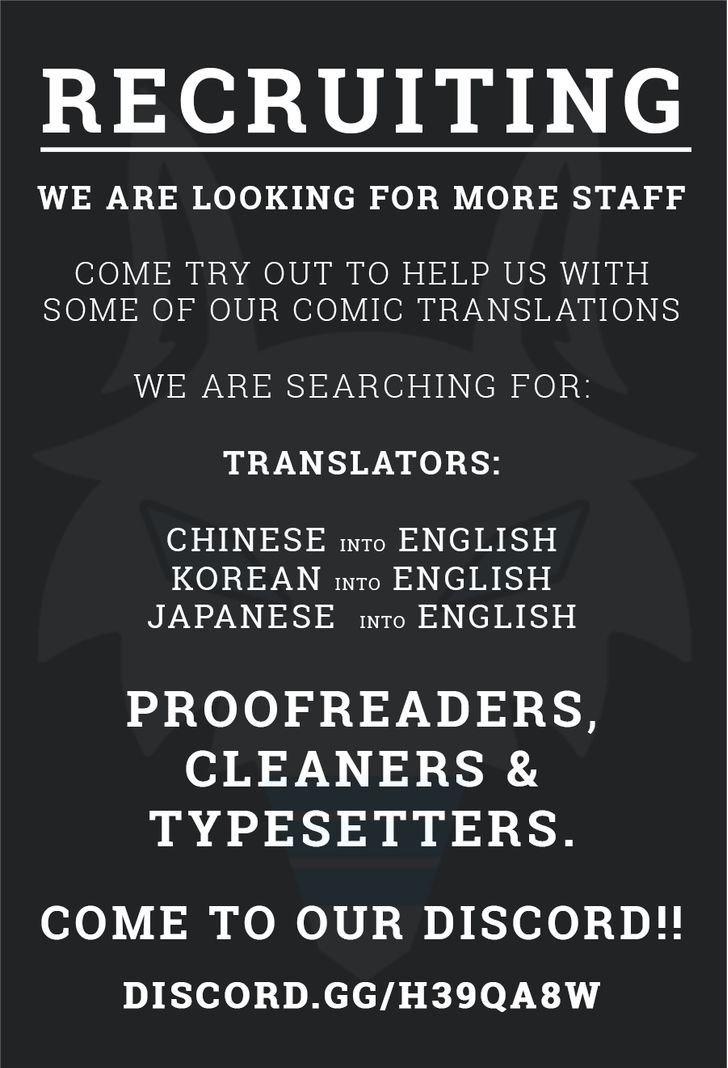 RECRUITING
WE ARE LOOKING FOR MORE STAFF
COME TRY OUT TO HELP US WITH
SOME OF OUR COMIC TRANSLATIONS
WE ARE SEARCHING FOR:
TRANSLATORS:
CHINESE INTO ENGLISH
KOREAN INTO ENGLISH
JAPANESE INTO ENGLISH
PROOFREADERS,
CLEANERS &
TYPESETTERS.
COME TO OUR DISCORD!!
DISCORD.GG/H39QA8W